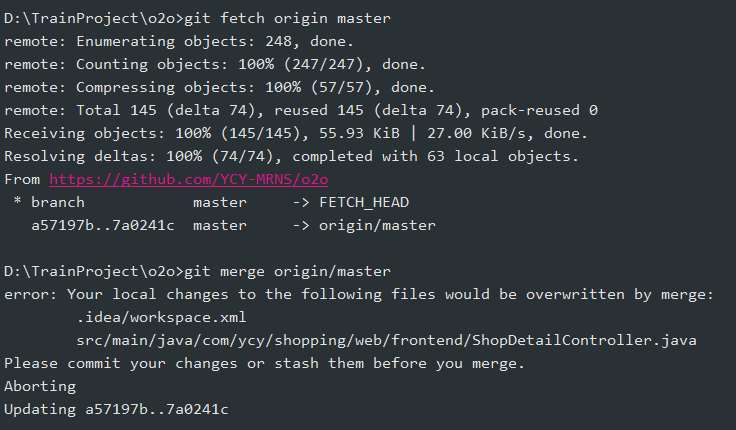 D:\TrainProject\o2o>git fetch origin master
remote: Enumerating objects: 248, done.
remote: Counting objects: 100% (247/247), done.
remote: Compressing objects: 100% (57/57), done.
remote: Total 145 (delta 74), reused 145 (delta 74), pack-reused 0
Receiving objects: 100% (145/145), 55.93 KiB | 27.00 KiB/s, done.
Resolving deltas: 100% (74/74), completed with 63 local objects.
From https://github.com/YCY-MRNS/o2o
 * branch            master     -> FETCH_HEAD
   a57197b..7a0241c  master     -> origin/master
D:\TrainProject\o2o>git merge origin/master
error: Your local changes to the following files would be overwritten by merge:
        .idea/workspace.xml
        src/main/java/com/ycy/shopping/web/frontend/ShopDetailController.java
Please commit your changes or stash them before you merge.
Aborting
Updating a57197b..7a0241c